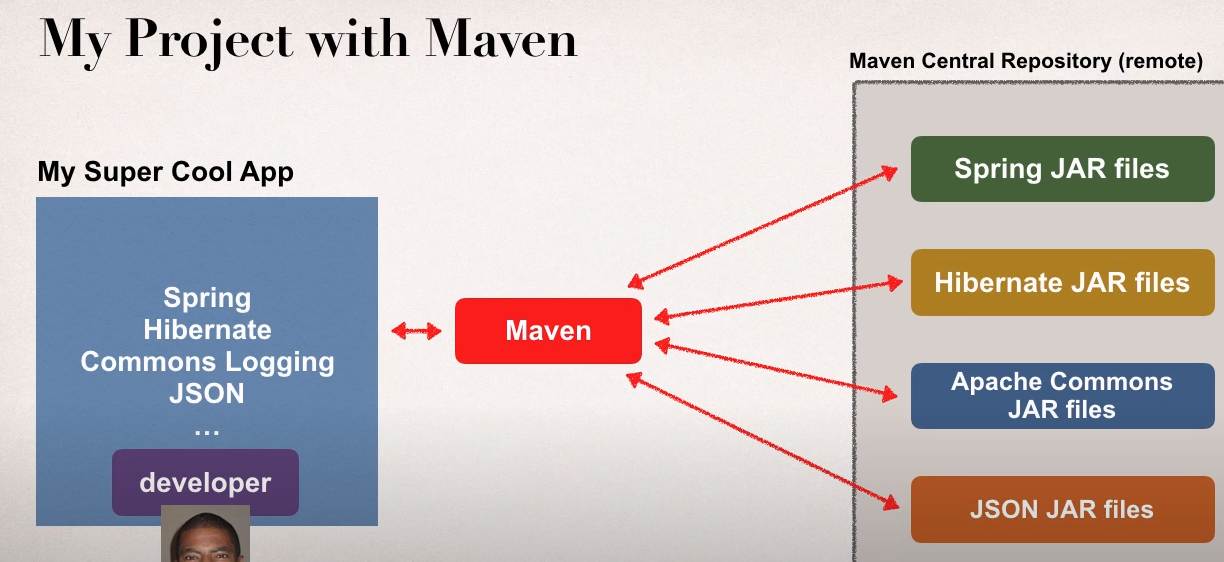 My Project with Maven
Maven Central Repository (remote)
My Super Cool App
Spring
Hibernate
Commons Logging
JSON
...
developer
Maven
Spring JAR files
Hibernate JAR files
Apache Commons
JAR files
JSON JAR files